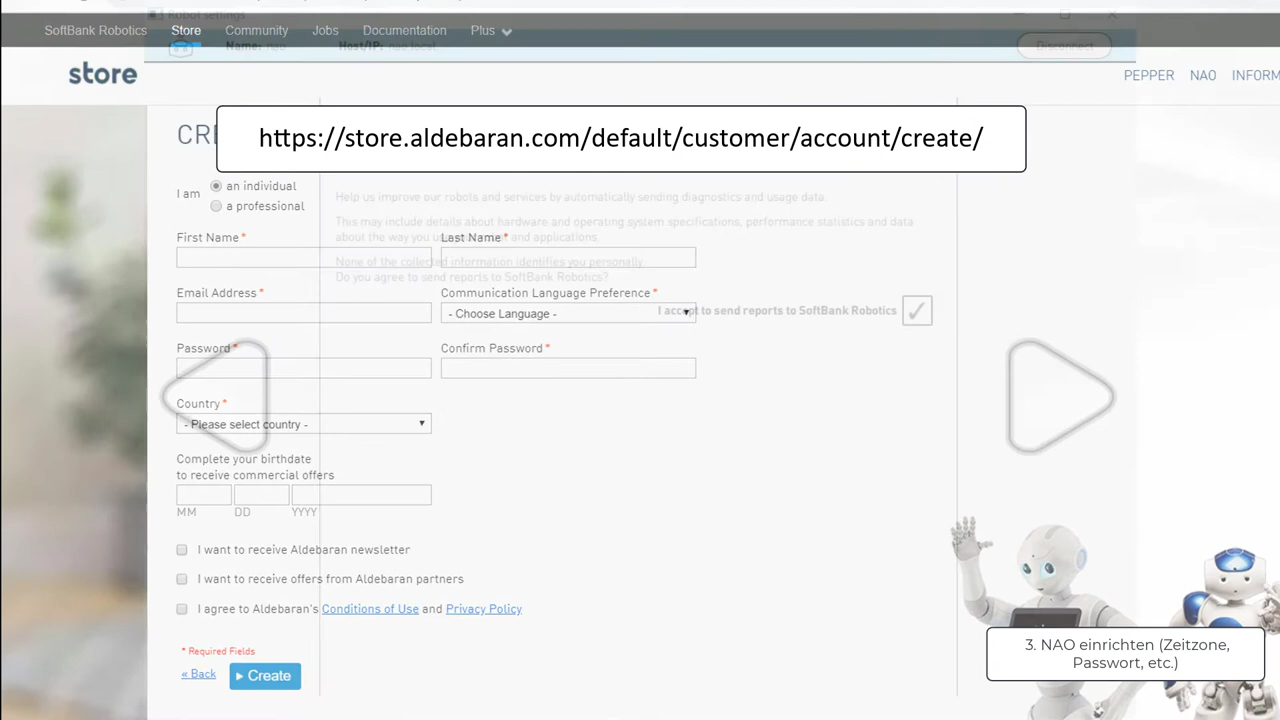 Robot settings
SoftBank Robotics Store Community Jobs Documentation Plus
Name: nao Host/IP: nao.local Disconnect
store PEPPER NAO INFORM
CRE
https://store.aldebaran.com/default/customer/account/create/
I am
an individual
a professional
Help us improve our robots and services by automatically sending diagnostics and usage data.
This may include details about hardware and operating system specifications, performance statistics and data
about the way you use and applications.
None of the collected information identifies you personally.
Do you agree to send reports to SoftBank Robotics?
First Name * Last Name *
Email Address * Communication Language Preference *
- Choose Language -
I accept to send reports to SoftBank Robotics
Password * Confirm Password *
Country *
- Please select country -
Complete your birthdate
to receive commercial offers
MM DD YYYY
I want to receive Aldebaran newsletter
I want to receive offers from Aldebaran partners
I agree to Aldebaran's Conditions of Use and Privacy Policy
* Required Fields
« Back Create
3. NAO einrichten (Zeitzone,
Passwort, etc.)